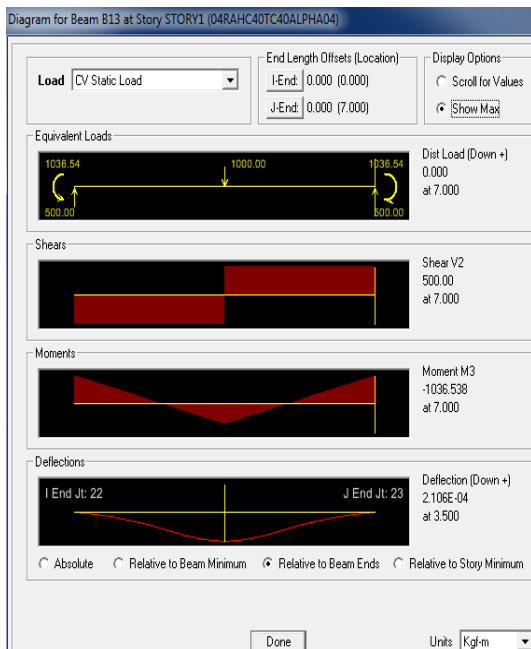 Diagram for Beam B13 at Story STORY1 (04RAHC40TC40ALPHA04)
Load CV Static Load
End Length Offsets (Location)
I-End: 0.000 (0.000)
J-End: 0.000 (7.000)
Display Options
Scroll for Values
Show Max
Equivalent Loads
1036.54 1000.00 1036.54
500.00 500.00
Dist Load (Down +)
0.000
at 7.000
Shears
Shear V2
500.00
at 7.000
Moments
Moment M3
-1036.538
at 7.000
Deflections
I End Jt: 22 J End Jt: 23
Deflection (Down +)
2.106E-04
at 3.500
Absolute Relative to Beam Minimum Relative to Beam Ends Relative to Story Minimum
Done Units Kgf-m